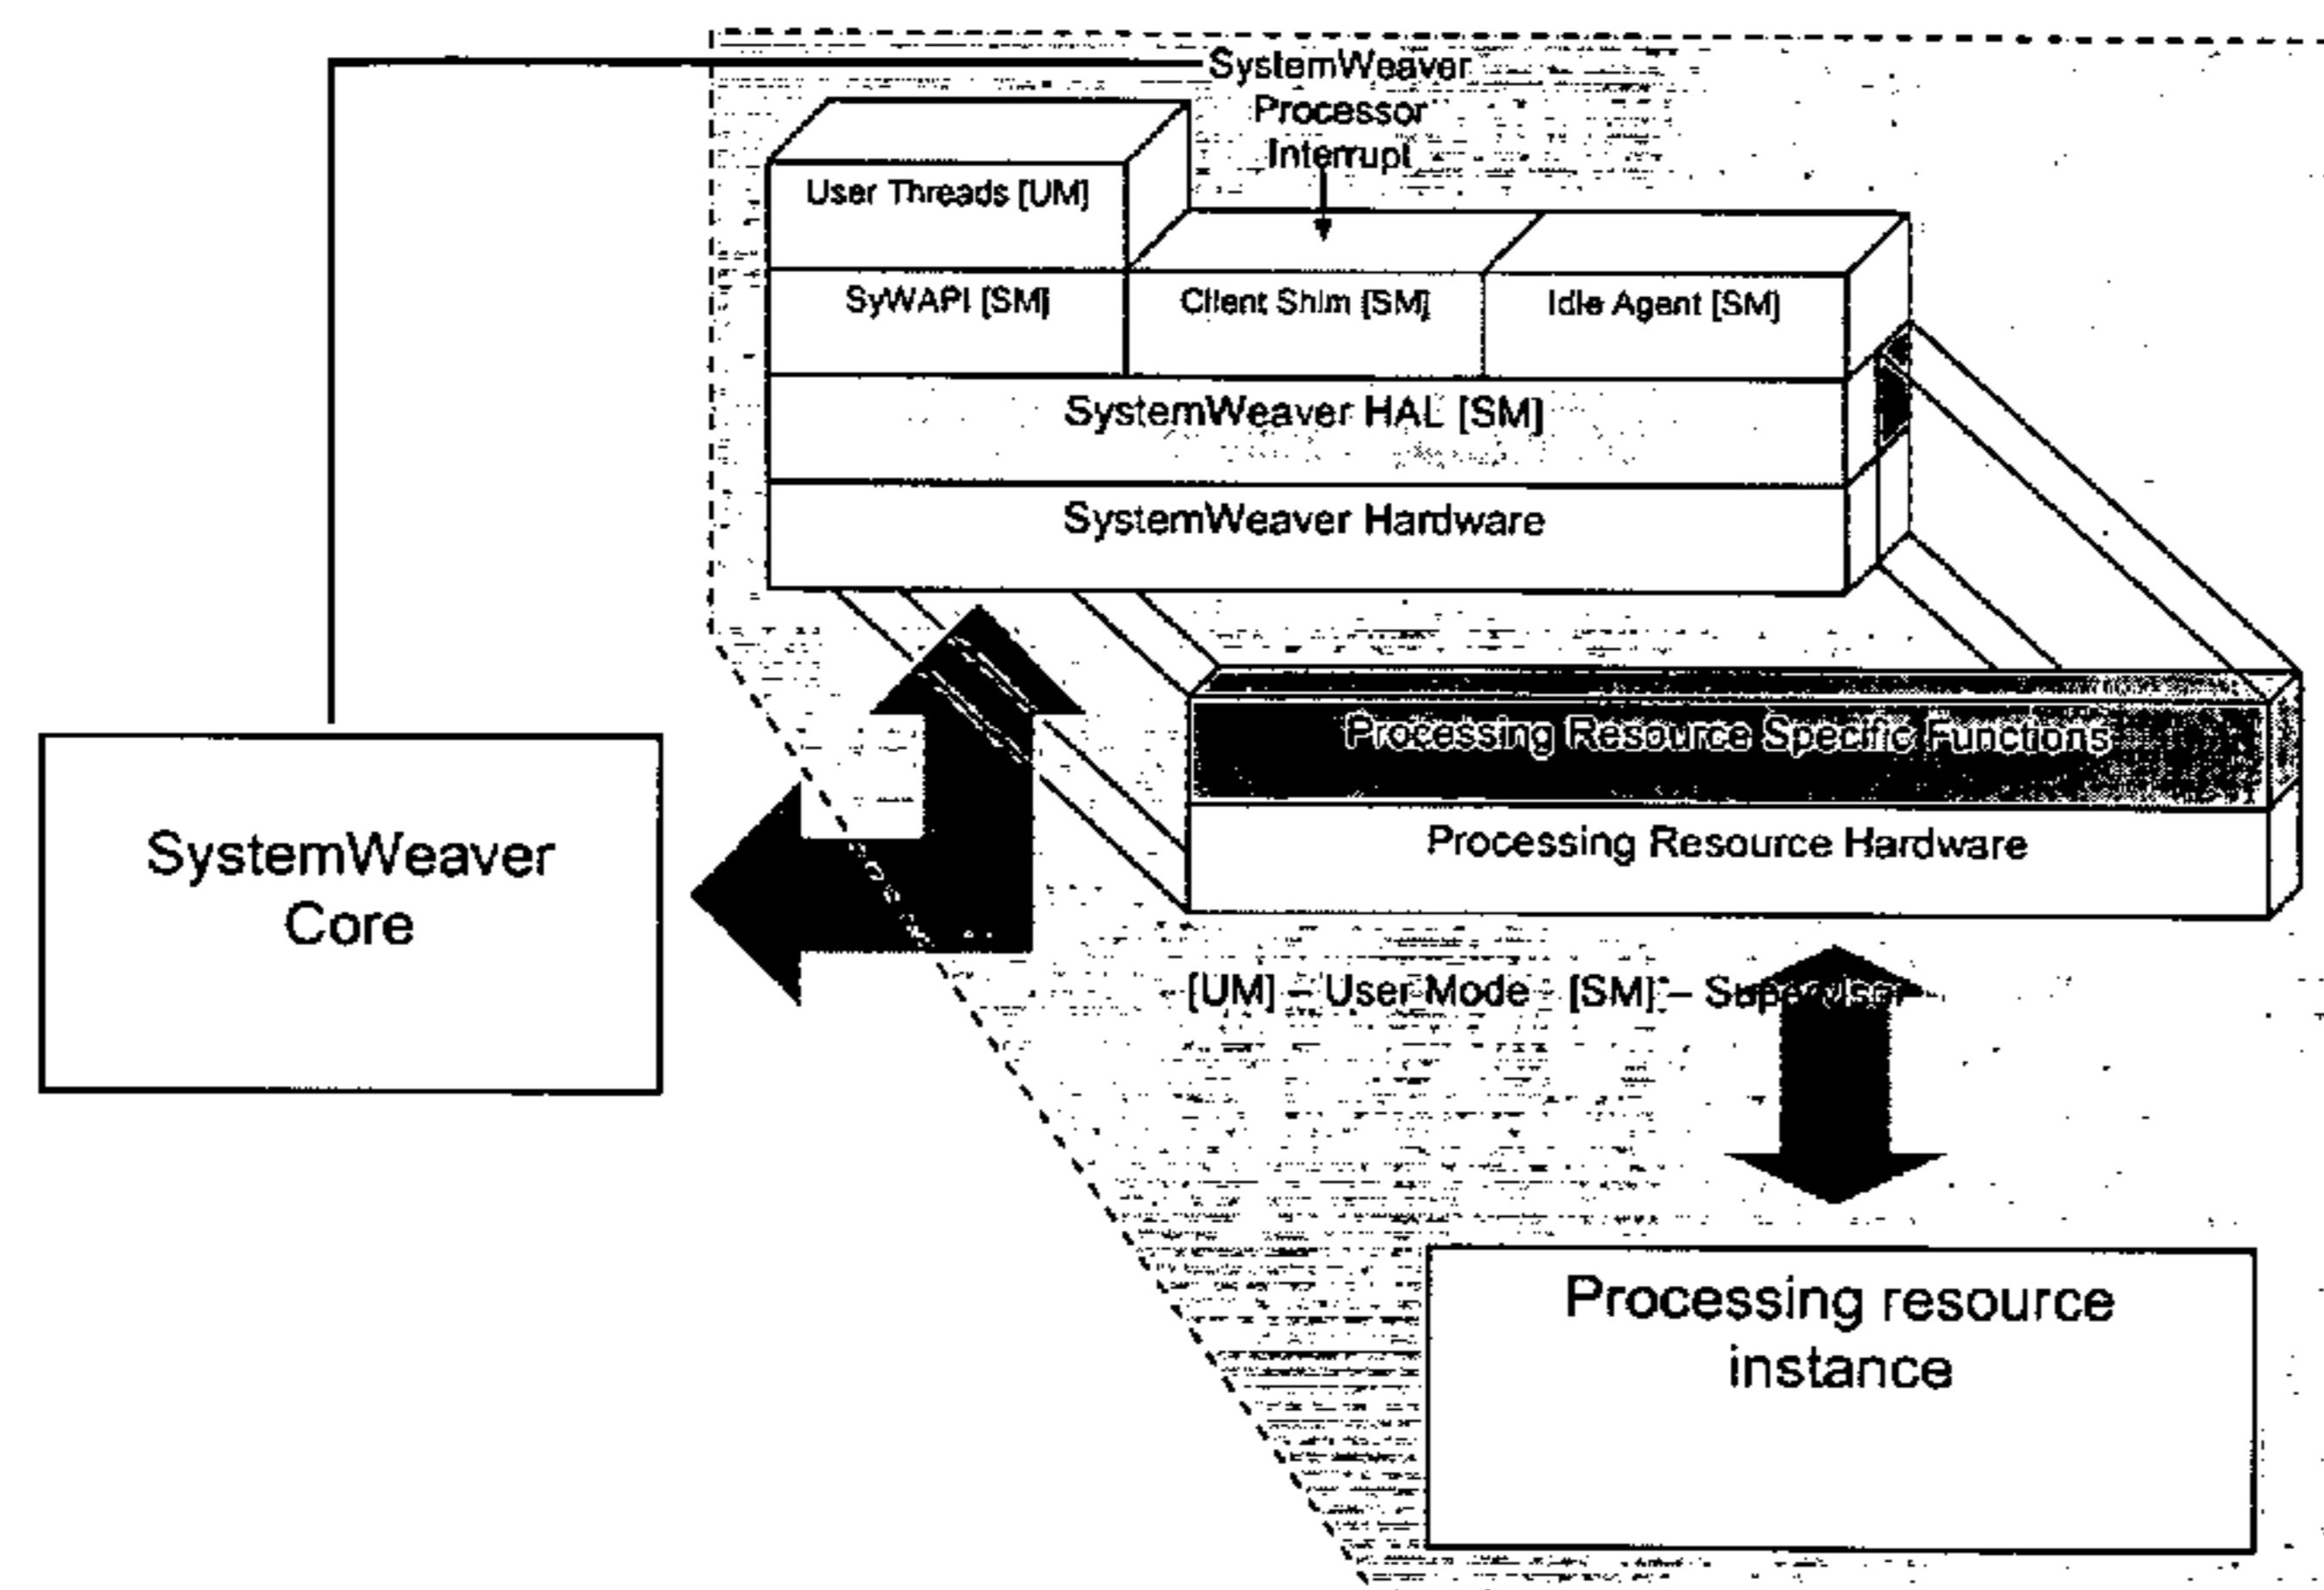 SystemWeaver
Processor
Interrupt
User Threads [UM]
SyWAPI [SM]
Client Shim [SM]
Idle Agent [SM]
SystemWeaver HAL [SM]
SystemWeaver Hardware
Processing Resource Specific Functions
Processing Resource Hardware
SystemWeaver
Core
[UM] – User Mode [SM] – Supervisor
Processing resource
instance